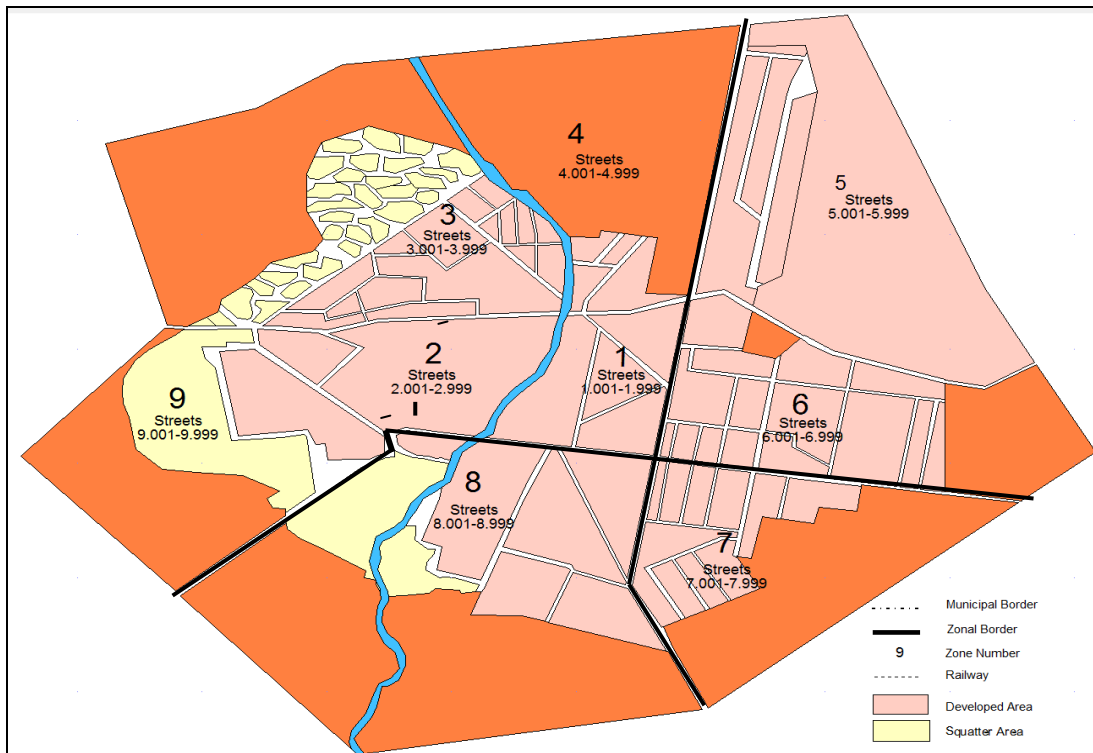 4
Streets
4.001-4.999
5
Streets
5.001-5.999
3
Streets
3.001-3.999
2
Streets
2.001-2.999
1
Streets
1.001-1.999
9
Streets
9.001-9.999
6
Streets
6.001-6.999
8
Streets
8.001-8.999
7
Streets
7.001-7.999
Municipal Border
Zonal Border
9 Zone Number
Railway
Developed Area
Squatter Area